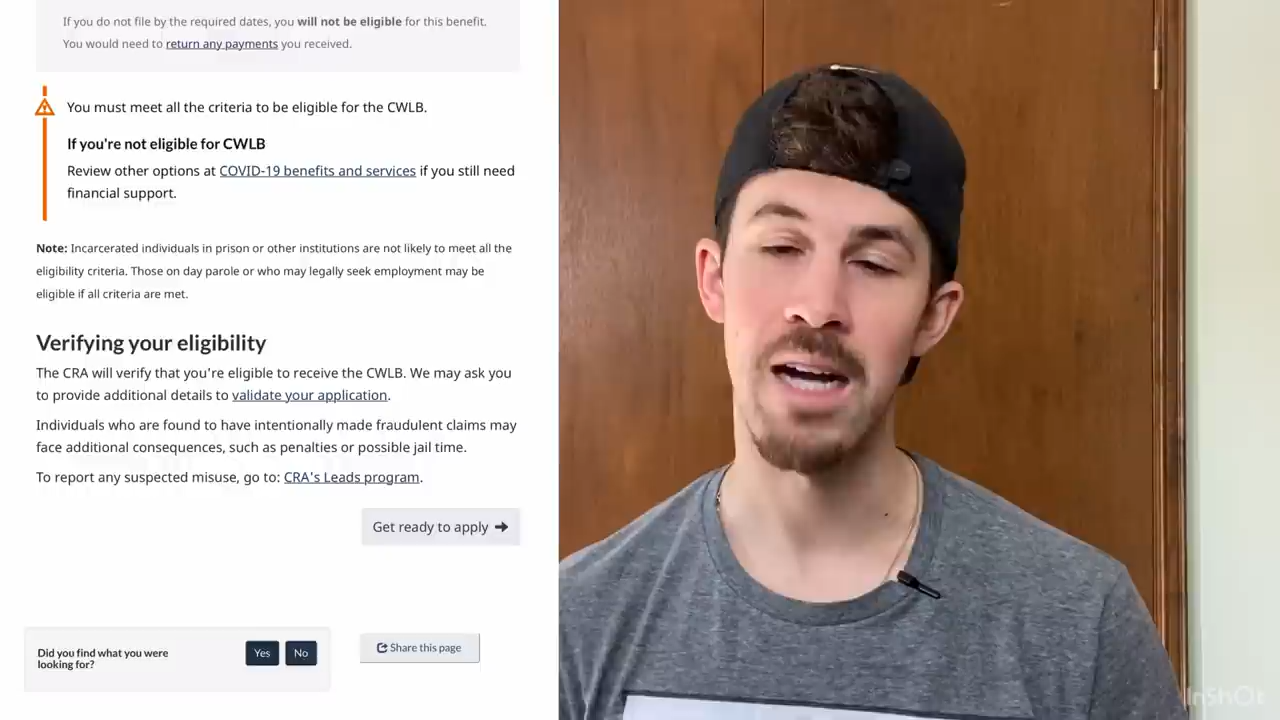 If you do not file by the required dates, you will not be eligible for this benefit.
You would need to return any payments you received.
You must meet all the criteria to be eligible for the CWLB.
If you're not eligible for CWLB
Review other options at COVID-19 benefits and services if you still need
financial support.
Note: Incarcerated individuals in prison or other institutions are not likely to meet all the
eligibility criteria. Those on day parole or who may legally seek employment may be
eligible if all criteria are met.
Verifying your eligibility
The CRA will verify that you're eligible to receive the CWLB. We may ask you
to provide additional details to validate your application.
Individuals who are found to have intentionally made fraudulent claims may
face additional consequences, such as penalties or possible jail time.
To report any suspected misuse, go to: CRA's Leads program.
Get ready to apply
Did you find what you were
looking for?
Yes
No
Share this page
InShOt